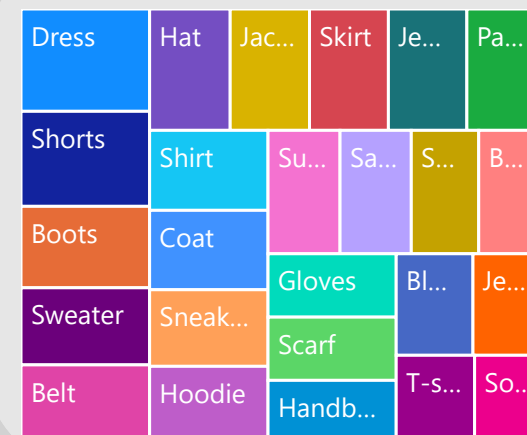 Dress
Shorts
Boots
Sweater
Belt
Hat
Jac...
Skirt
Je...
Pa...
Shirt
Coat
Sneak...
Hoodie
Su...
Sa...
S...
B...
Gloves
Scarf
Handb...
Bl...
Je...
T-s...
So...